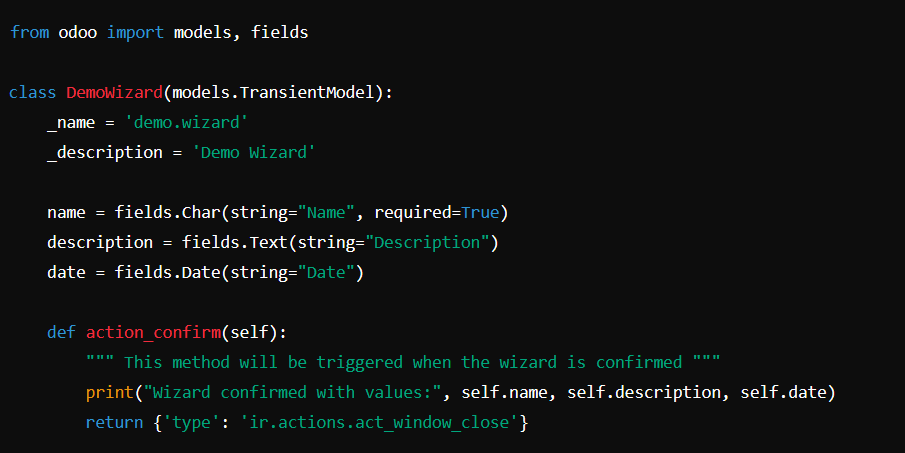 from odoo import models, fields
class DemoWizard(models.TransientModel):
    _name = 'demo.wizard'
    _description = 'Demo Wizard'
    name = fields.Char(string="Name", required=True)
    description = fields.Text(string="Description")
    date = fields.Date(string="Date")
    def action_confirm(self):
        """ This method will be triggered when the wizard is confirmed """
        print("Wizard confirmed with values:", self.name, self.description, self.date)
        return {'type': 'ir.actions.act_window_close'}